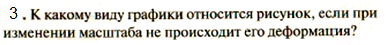 3 . К какому виду графики относится рисунок, если при
изменении масштаба не происходит его деформация?